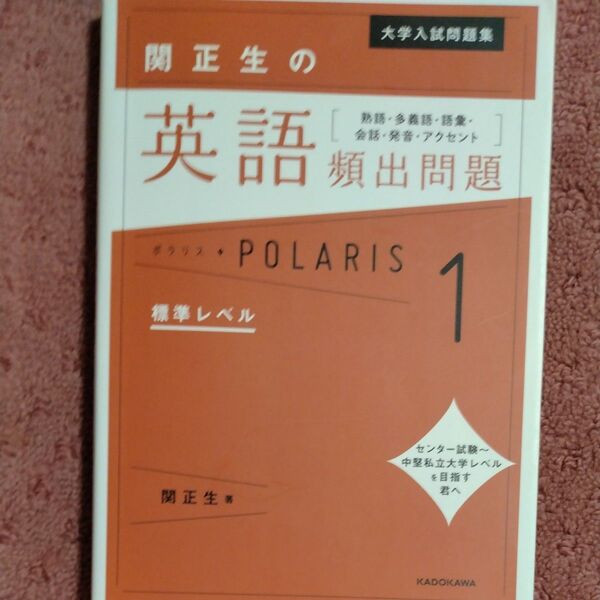 大学入試問題集
関正生の
英語
熟語・多義語・語彙・
会話・発音・アクセント
頻出問題
ポラリス+POLARIS
1
標準レベル
センター試験〜
中堅私立大学レベル
を目指す
君へ
関正生 著
KADOKAWA